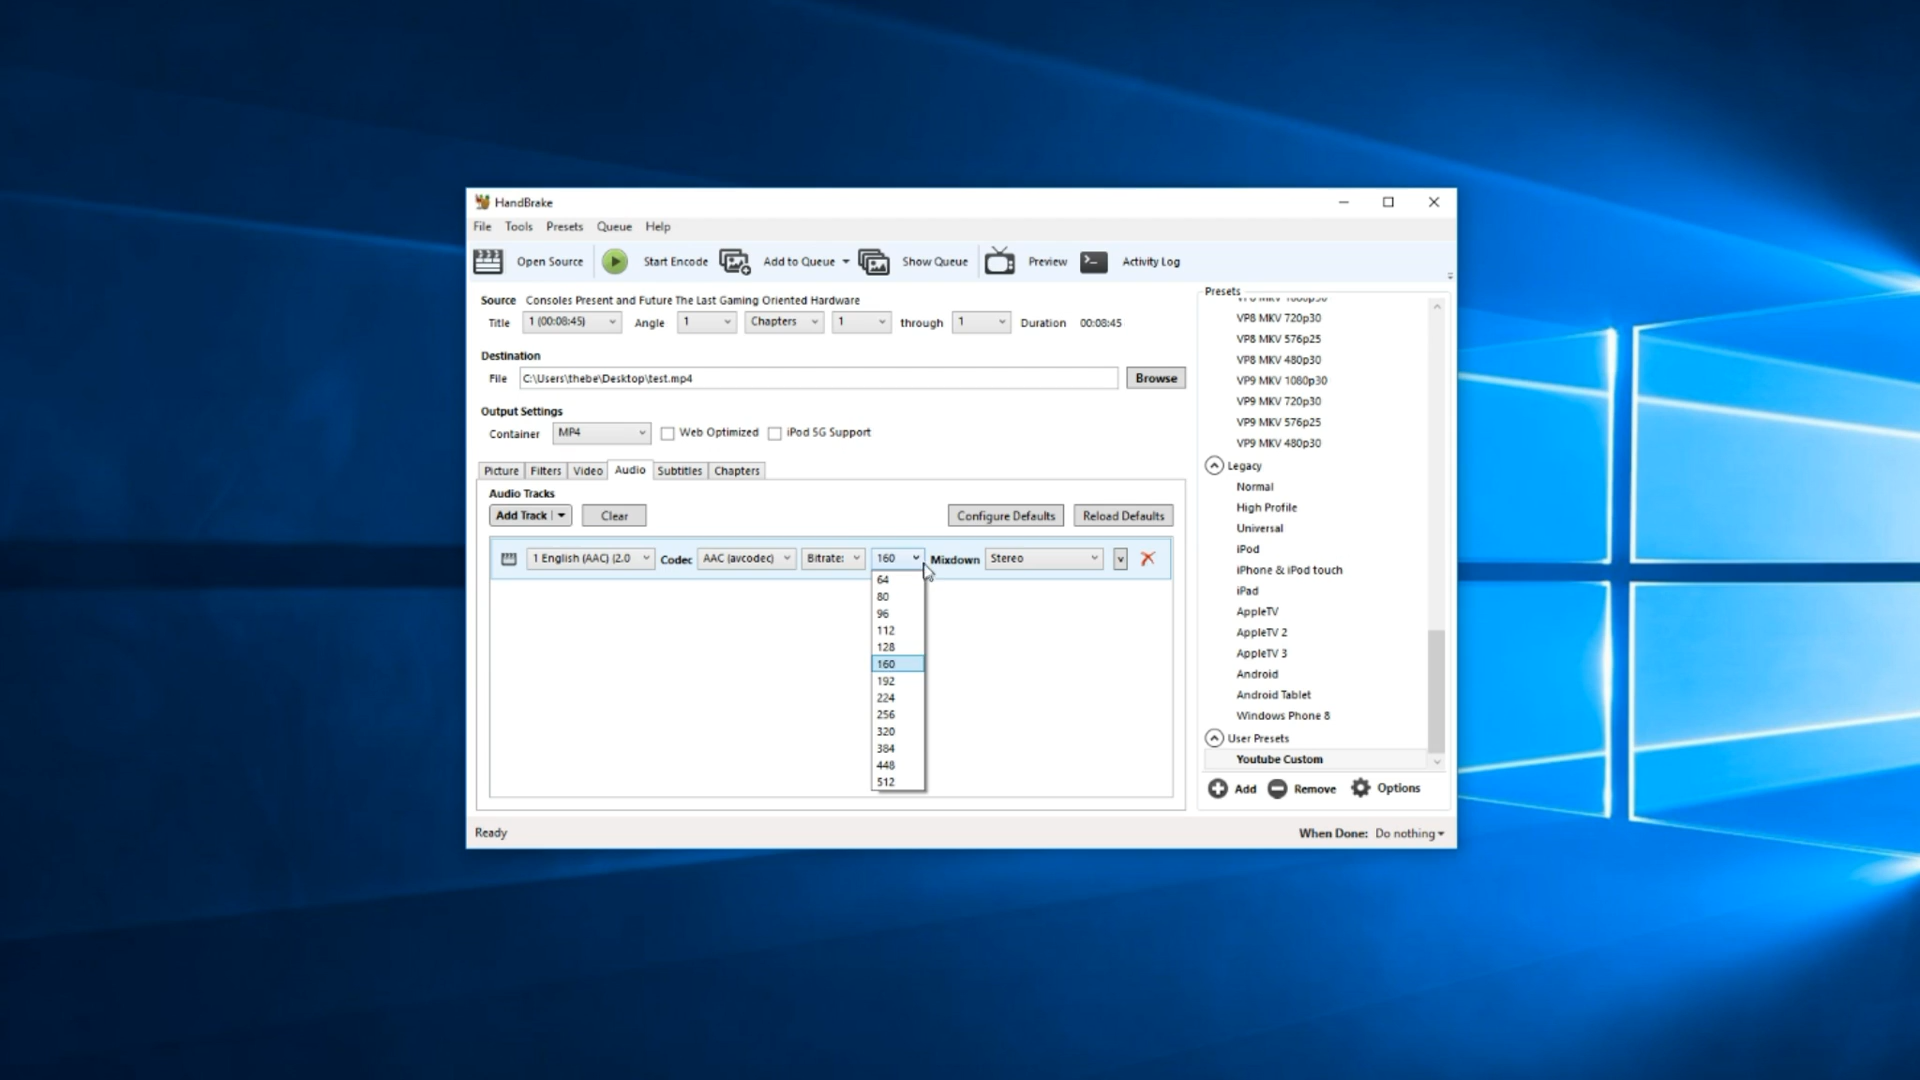 HandBrake
File Tools Presets Queue Help
Open Source Start Encode Add to Queue Show Queue Preview Activity Log
Source Consoles Present and Future The Last Gaming Oriented Hardware
Title 1 (00:08:45) Angle 1 Chapters 1 through 1 Duration 00:08:45
Destination
File C:\Users\thebe\Desktop\test.mp4 Browse
Output Settings
Container MP4 Web Optimized iPod 5G Support
Picture Filters Video Audio Subtitles Chapters
Audio Tracks
Add Track Clear Configure Defaults Reload Defaults
1 English (AAC) (2.0 Codec AAC (avcodec) Bitrate: 160 Mixdown Stereo
64
80
96
112
128
160
192
224
256
320
384
448
512
Presets
VP8 MKV 1080p30
VP8 MKV 720p30
VP8 MKV 576p25
VP8 MKV 480p30
VP9 MKV 1080p30
VP9 MKV 720p30
VP9 MKV 576p25
VP9 MKV 480p30
Legacy
Normal
High Profile
Universal
iPod
iPhone & iPod touch
iPad
AppleTV
AppleTV 2
AppleTV 3
Android
Android Tablet
Windows Phone 8
User Presets
Youtube Custom
Add Remove Options
Ready When Done: Do nothing